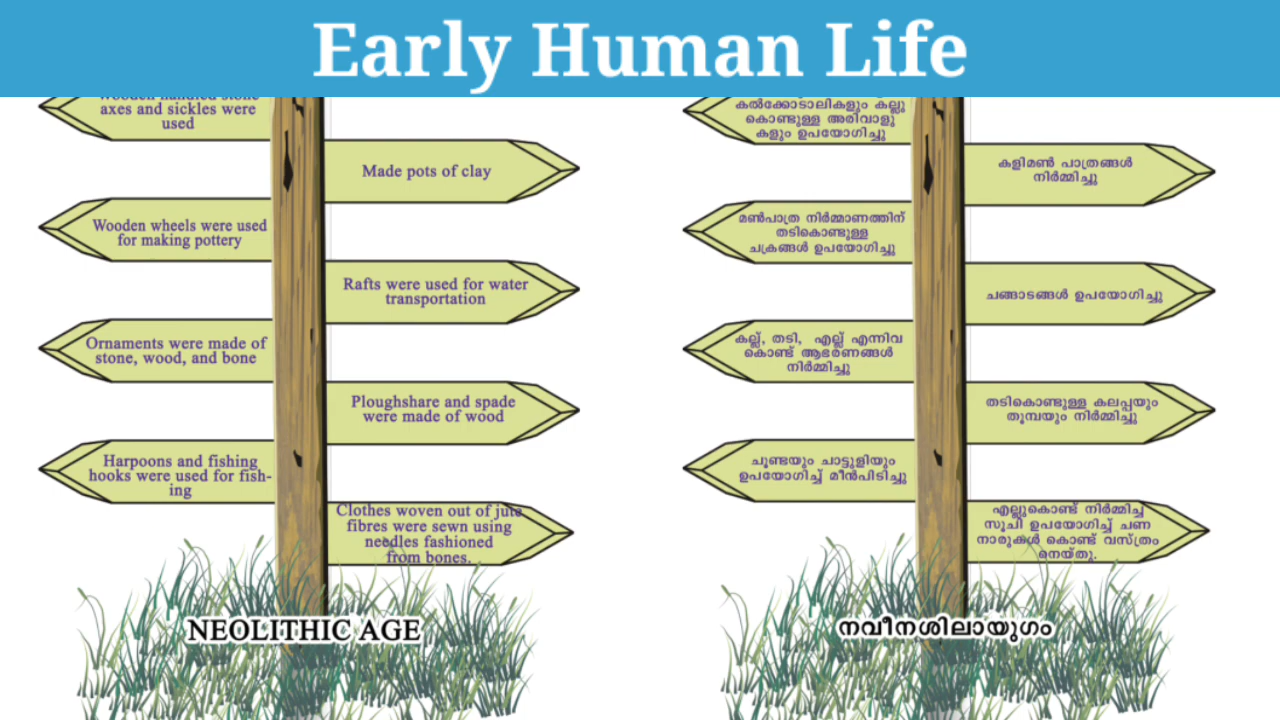 Early Human Life
Wooden handled stone
axes and sickles were
used
Made pots of clay
Wooden wheels were used
for making pottery
Rafts were used for water
transportation
Ornaments were made of
stone, wood, and bone
Ploughshare and spade
were made of wood
Harpoons and fishing
hooks were used for fish-
ing
Clothes woven out of jute
fibres were sewn using
needles fashioned
from bones.
NEOLITHIC AGE
കൽക്കോടാലികളും കല്ലു
കൊണ്ടുള്ള അരിവാളു
കളും ഉപയോഗിച്ചു
കളിമൺ പാത്രങ്ങൾ
നിർമ്മിച്ചു
മൺപാത്ര നിർമ്മാണത്തിന്
തടികൊണ്ടുള്ള
ചക്രങ്ങൾ ഉപയോഗിച്ചു
ചങ്ങാടങ്ങൾ ഉപയോഗിച്ചു
കല്ല്, തടി, എല്ല് എന്നിവ
കൊണ്ട് ആഭരണങ്ങൾ
നിർമ്മിച്ചു
തടികൊണ്ടുള്ള കലപ്പയും
തൂമ്പയും നിർമ്മിച്ചു
ചൂണ്ടയും ചാട്ടുളിയും
ഉപയോഗിച്ച് മീൻപിടിച്ചു
എല്ലുകൊണ്ട് നിർമ്മിച്ച
സൂചി ഉപയോഗിച്ച് ചണ
നാരുകൾ കൊണ്ട് വസ്ത്രം
നെയ്തു.
നവീനശിലായുഗം